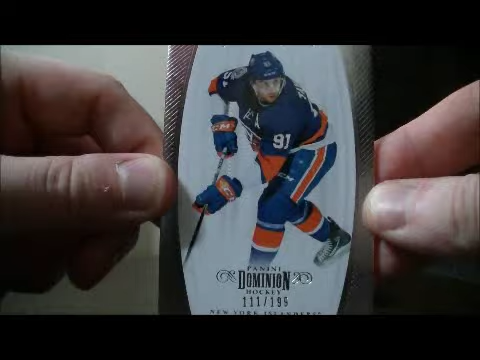 91
PANINI
DOMINION
HOCKEY
111/199
NEW YORK ISLANDERS